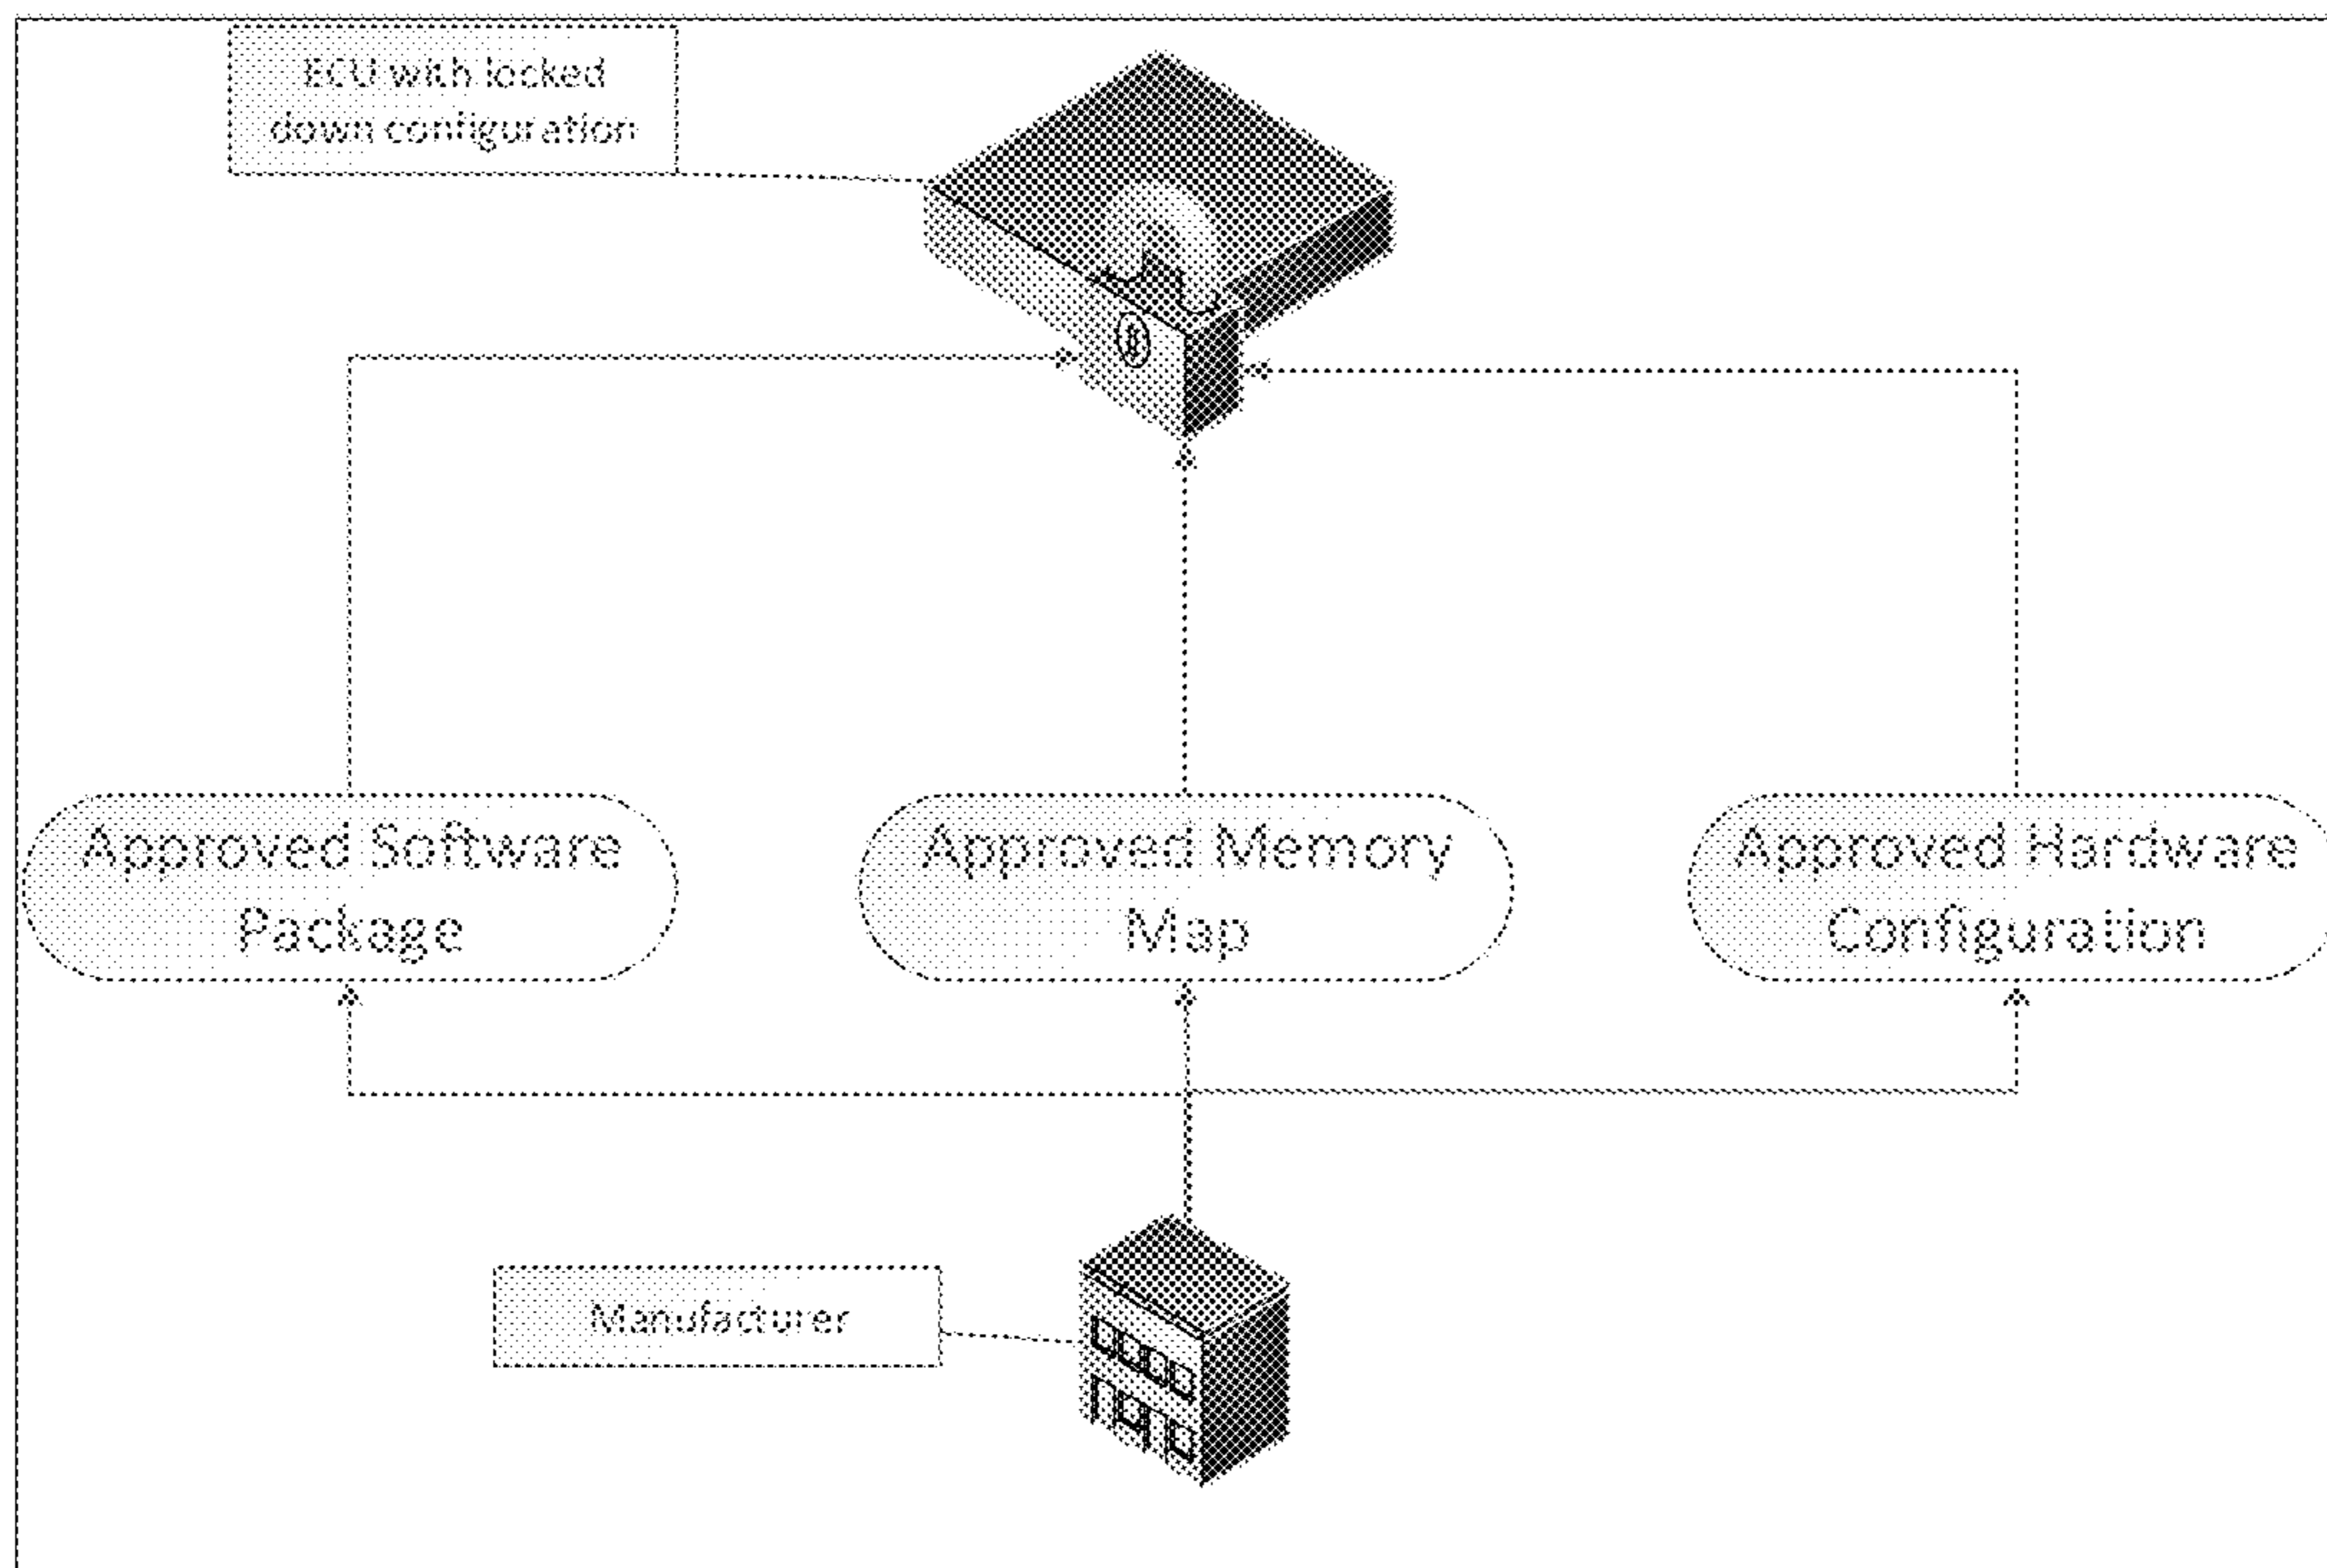 ECU with locked
down configuration
Approved Software
Package
Approved Memory
Map
Approved Hardware
Configuration
Manufacturer